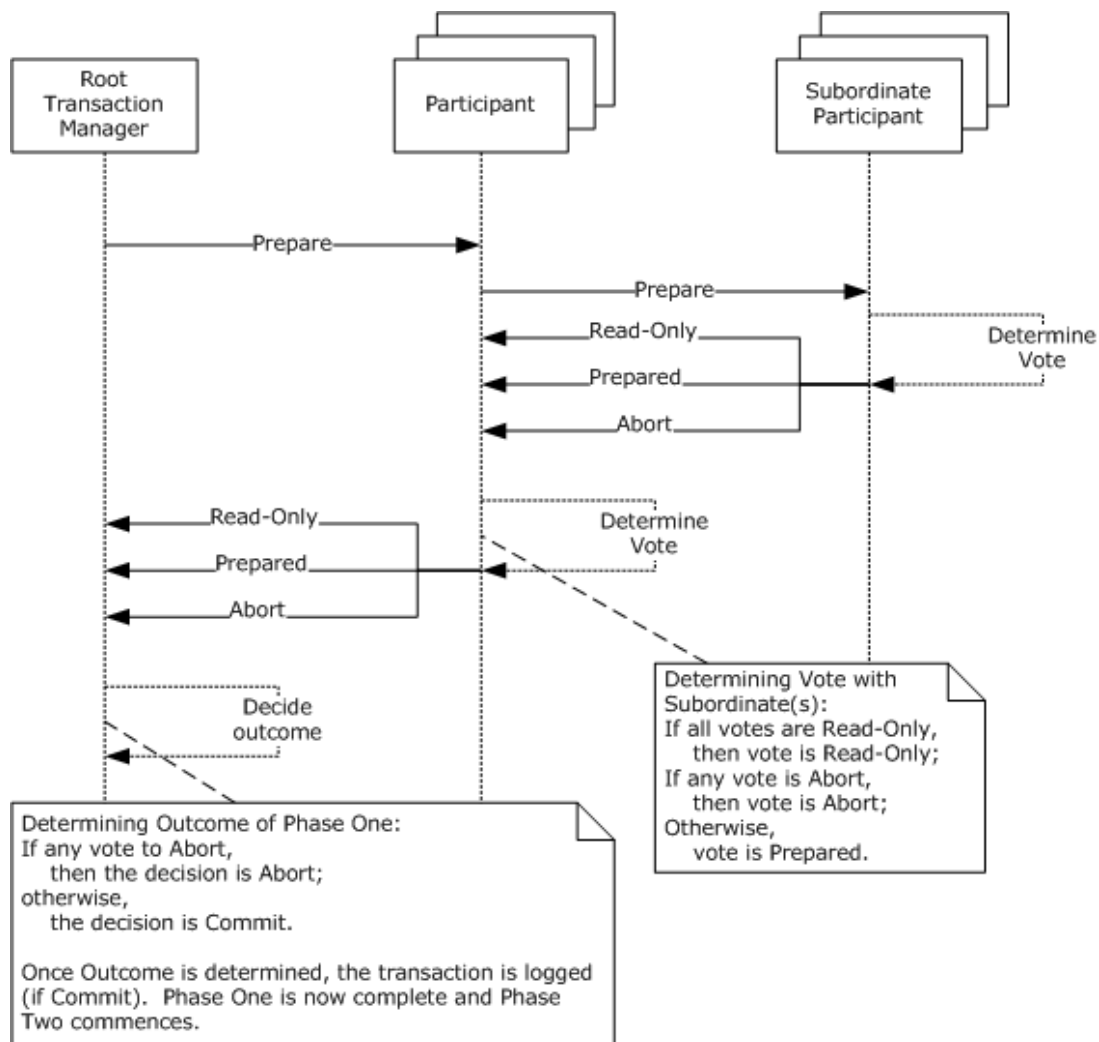 Root
Transaction
Manager
Participant
Subordinate
Participant
Prepare
Prepare
Determine
Vote
Read-Only
Prepared
Abort
Determine
Vote
Read-Only
Prepared
Abort
Decide
outcome
Determining Vote with
Subordinate(s):
If all votes are Read-Only,
then vote is Read-Only;
If any vote is Abort,
then vote is Abort;
Otherwise,
vote is Prepared.
Determining Outcome of Phase One:
If any vote to Abort,
then the decision is Abort;
otherwise,
the decision is Commit.
Once Outcome is determined, the transaction is logged
(if Commit). Phase One is now complete and Phase
Two commences.